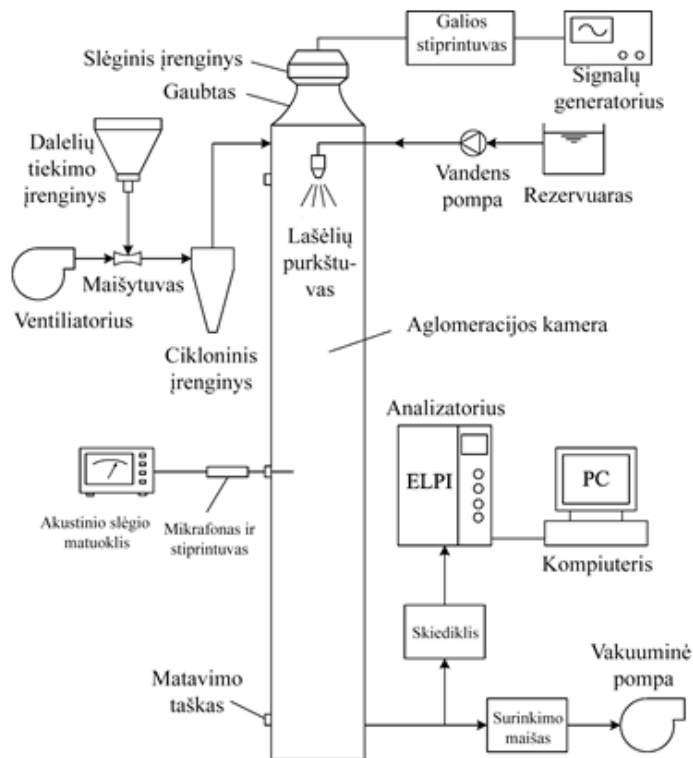 Galios
stiprintuvas
Slėginis įrenginys
Gaubtas
Signalų
generatorius
Dalelių
tiekimo
įrenginys
Vandens
pompa
Rezervuaras
Lašėlių
purkštu-
vas
Maišytuvas
Ventiliatorius
Cikloninis
įrenginys
Aglomeracijos kamera
Analizatorius
ELPI
PC
Akustinio slėgio
matuoklis
Mikrafonas ir
stiprintuvas
Kompiuteris
Skiediklis
Matavimo
taškas
Vakuuminė
pompa
Surinkimo
maišas